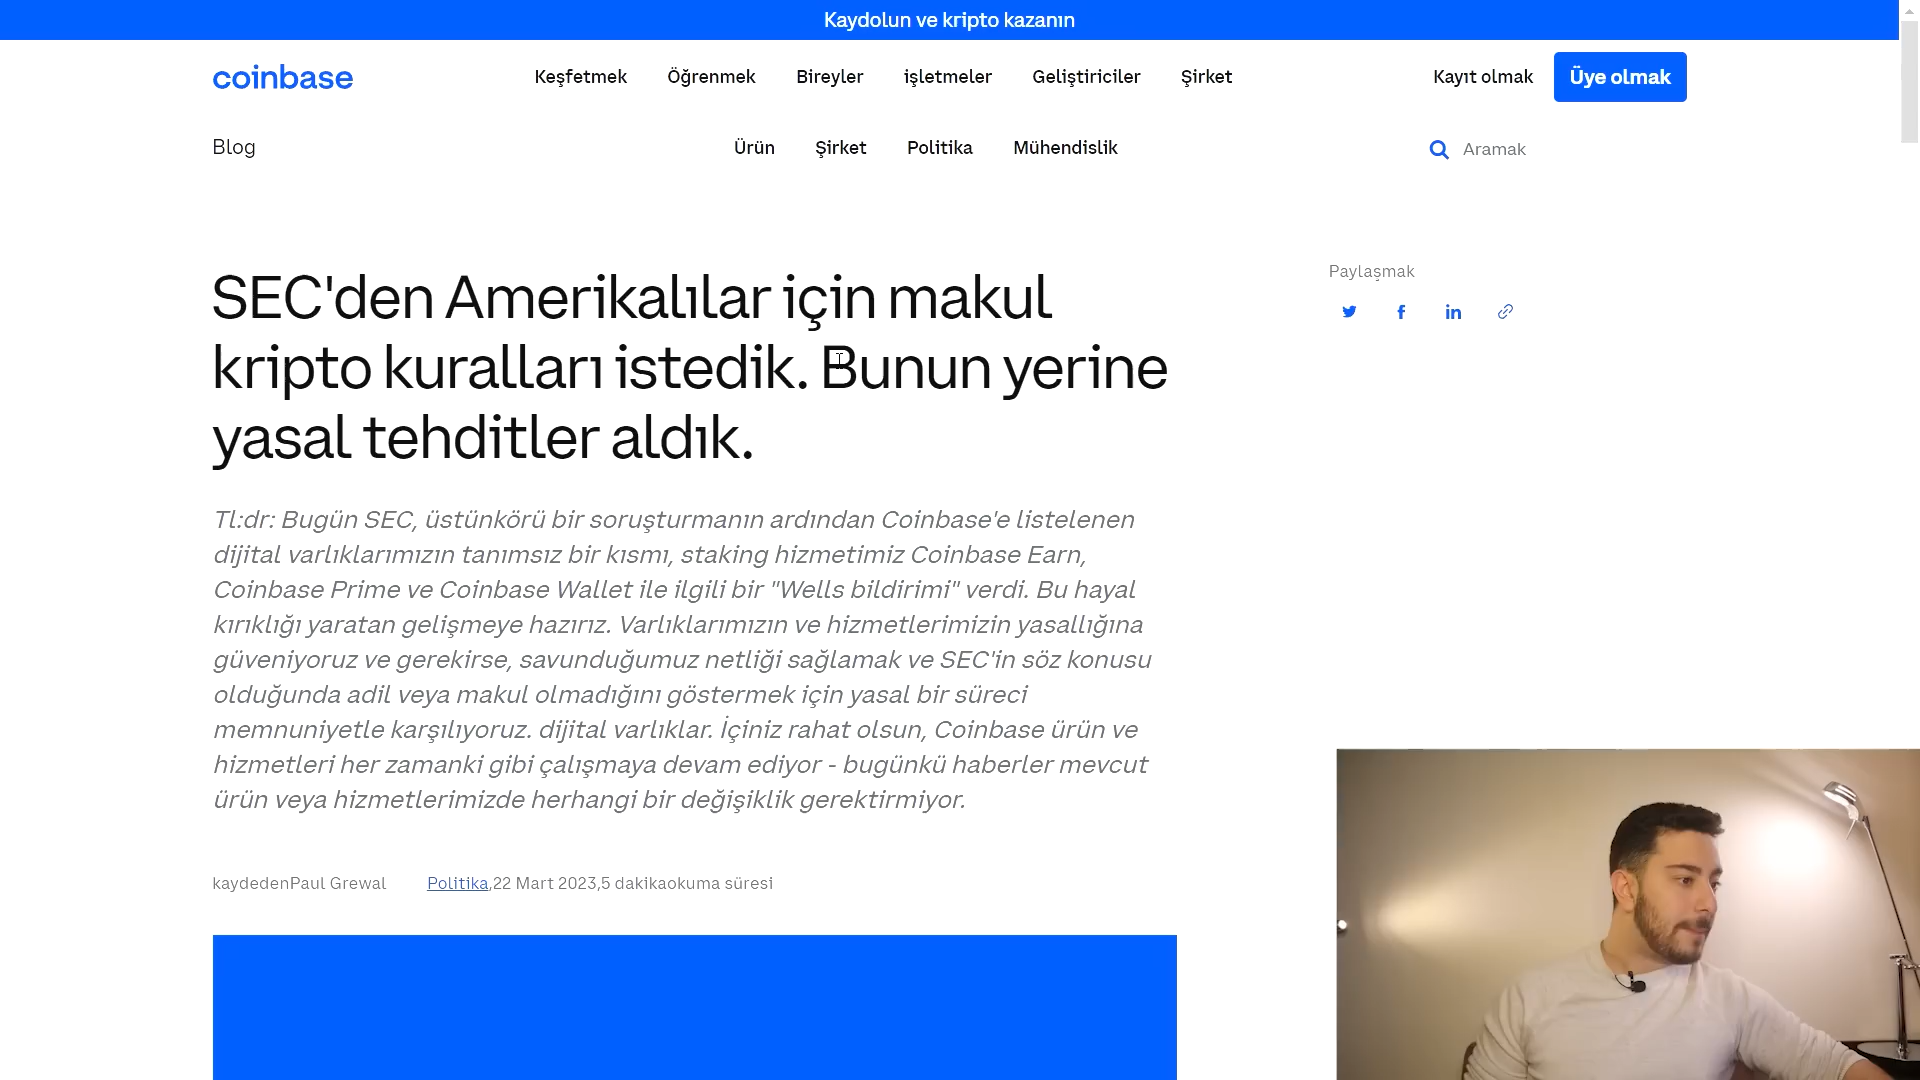 Kaydolun ve kripto kazanın
coinbase
Keşfetmek Öğrenmek Bireyler işletmeler Geliştiriciler Şirket
Kayıt olmak Üye olmak
Blog
Ürün Şirket Politika Mühendislik
Aramak
SEC'den Amerikalılar için makul
kripto kuralları istedik. Bunun yerine
yasal tehditler aldık.
Paylaşmak
Tl:dr: Bugün SEC, üstünkörü bir soruşturmanın ardından Coinbase'e listelenen
dijital varlıklarımızın tanımsız bir kısmı, staking hizmetimiz Coinbase Earn,
Coinbase Prime ve Coinbase Wallet ile ilgili bir "Wells bildirimi" verdi. Bu hayal
kırıklığı yaratan gelişmeye hazırız. Varlıklarımızın ve hizmetlerimizin yasallığına
güveniyoruz ve gerekirse, savunduğumuz netliği sağlamak ve SEC'in söz konusu
olduğunda adil veya makul olmadığını göstermek için yasal bir süreci
memnuniyetle karşılıyoruz. dijital varlıklar. İçiniz rahat olsun, Coinbase ürün ve
hizmetleri her zamanki gibi çalışmaya devam ediyor - bugünkü haberler mevcut
ürün veya hizmetlerimizde herhangi bir değişiklik gerektirmiyor.
kaydedenPaul Grewal Politika,22 Mart 2023,5 dakikaokuma süresi